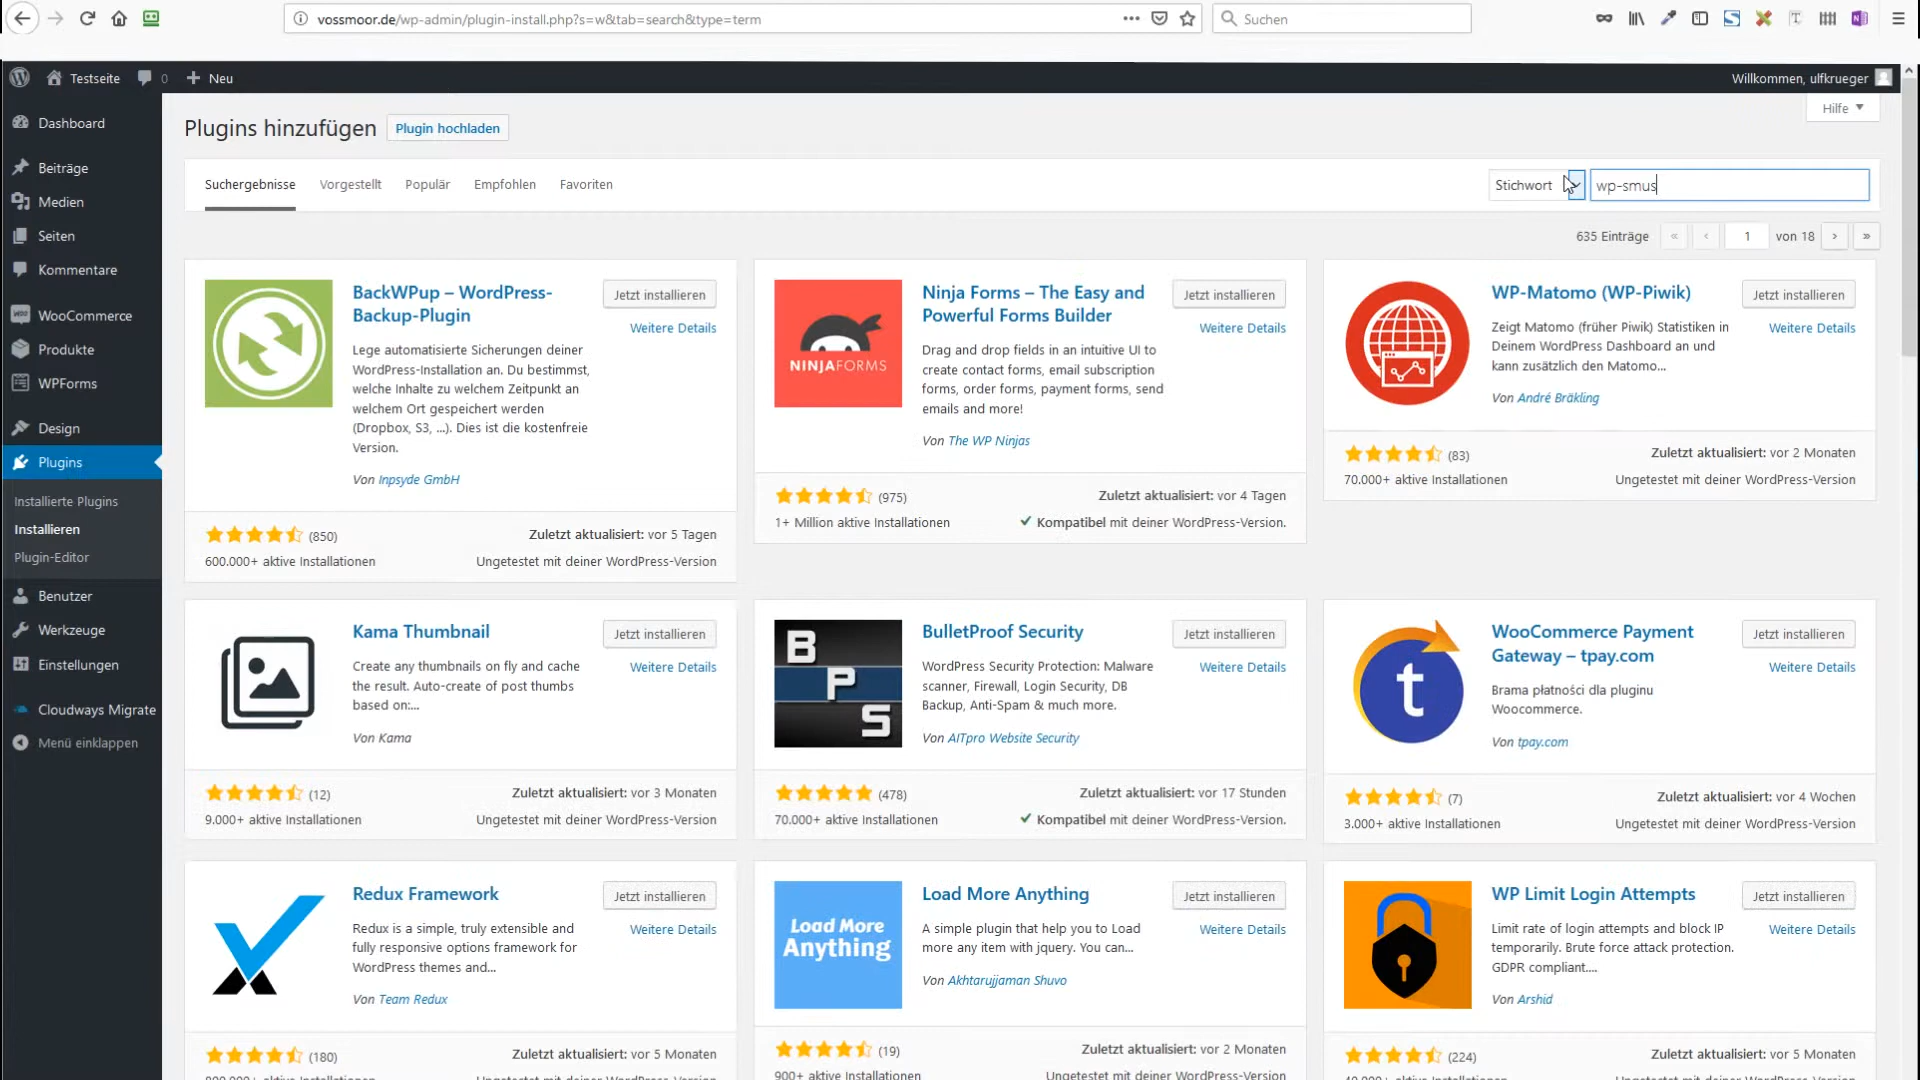 vossmoor.de/wp-admin/plugin-install.php?s=w&tab=search&type=term
Suchen
Testseite
0
Neu
Willkommen, ulfkrueger
Hilfe
Dashboard
Beiträge
Medien
Seiten
Kommentare
WooCommerce
Produkte
WPForms
Design
Plugins
Installierte Plugins
Installieren
Plugin-Editor
Benutzer
Werkzeuge
Einstellungen
Cloudways Migrate
Menü einklappen
Plugins hinzufügen
Plugin hochladen
Suchergebnisse
Vorgestellt
Populär
Empfohlen
Favoriten
Stichwort
wp-smus
635 Einträge
«
‹
1
von 18
›
»
BackWPup – WordPress-
Backup-Plugin
Jetzt installieren
Weitere Details
Lege automatisierte Sicherungen deiner
WordPress-Installation an. Du bestimmst,
welche Inhalte zu welchem Zeitpunkt an
welchem Ort gespeichert werden
(Dropbox, S3, ...). Dies ist die kostenfreie
Version.
Von Inpsyde GmbH
(850)
Zuletzt aktualisiert: vor 5 Tagen
600.000+ aktive Installationen
Ungetestet mit deiner WordPress-Version
NINJAFORMS
Ninja Forms – The Easy and
Powerful Forms Builder
Jetzt installieren
Weitere Details
Drag and drop fields in an intuitive UI to
create contact forms, email subscription
forms, order forms, payment forms, send
emails and more!
Von The WP Ninjas
(975)
Zuletzt aktualisiert: vor 4 Tagen
1+ Million aktive Installationen
Kompatibel mit deiner WordPress-Version.
WP-Matomo (WP-Piwik)
Jetzt installieren
Weitere Details
Zeigt Matomo (früher Piwik) Statistiken in
Deinem WordPress Dashboard an und
kann zusätzlich den Matomo...
Von André Bräkling
(83)
Zuletzt aktualisiert: vor 2 Monaten
70.000+ aktive Installationen
Ungetestet mit deiner WordPress-Version
Kama Thumbnail
Jetzt installieren
Weitere Details
Create any thumbnails on fly and cache
the result. Auto-create of post thumbs
based on:...
Von Kama
(12)
Zuletzt aktualisiert: vor 3 Monaten
9.000+ aktive Installationen
Ungetestet mit deiner WordPress-Version
B
P
S
BulletProof Security
Jetzt installieren
Weitere Details
WordPress Security Protection: Malware
scanner, Firewall, Login Security, DB
Backup, Anti-Spam & much more.
Von AITpro Website Security
(478)
Zuletzt aktualisiert: vor 17 Stunden
70.000+ aktive Installationen
Kompatibel mit deiner WordPress-Version.
t
WooCommerce Payment
Gateway – tpay.com
Jetzt installieren
Weitere Details
Brama płatności dla pluginu
Woocommerce.
Von tpay.com
(7)
Zuletzt aktualisiert: vor 4 Wochen
3.000+ aktive Installationen
Ungetestet mit deiner WordPress-Version
Redux Framework
Jetzt installieren
Weitere Details
Redux is a simple, truly extensible and
fully responsive options framework for
WordPress themes and...
Von Team Redux
(180)
Zuletzt aktualisiert: vor 5 Monaten
Load More
Anything
Load More Anything
Jetzt installieren
Weitere Details
A simple plugin that help you to Load
more any item with jquery. You can...
Von Akhtarujjaman Shuvo
(19)
Zuletzt aktualisiert: vor 2 Monaten
900+ aktive Installationen
Ungetestet mit deiner WordPress-Version
WP Limit Login Attempts
Jetzt installieren
Weitere Details
Limit rate of login attempts and block IP
temporarily. Brute force attack protection.
GDPR compliant....
Von Arshid
(224)
Zuletzt aktualisiert: vor 5 Monaten